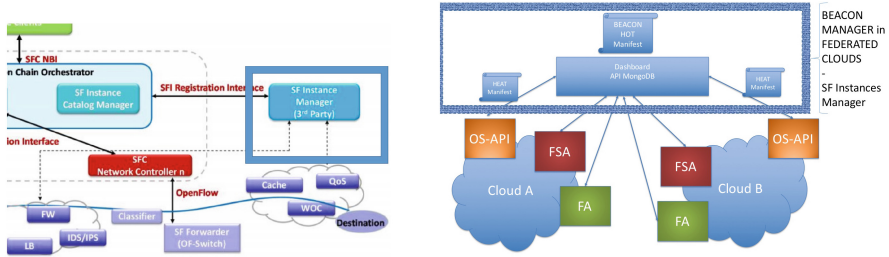 SFC NBI
n Chain Orchestrator
SF Instance
Catalog Manager
SFI Registration Interface
SF Instance
Manager
(3rd Party)
ion Interface
SFC
Network Controller n
OpenFlow
Cache
QoS
WOC
Destination
FW
Classifier
IDS/IPS
LB
SF Forwarder
(OF-Switch)
BEACON
HOT
Manifest
Dashboard
API MongoDB
HEAT
Manifest
HEAT
Manifest
OS-API
FSA
FSA
OS-API
Cloud A
Cloud B
FA
FA
BEACON
MANAGER in
FEDERATED
CLOUDS
-
SF Instances
Manager